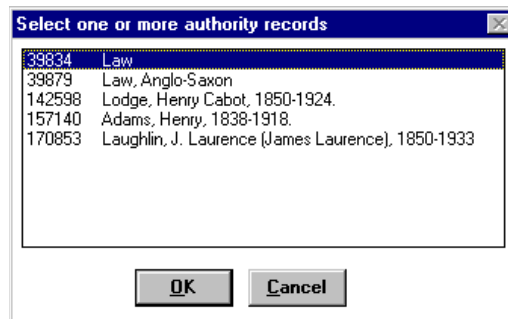 Select one or more authority records
39834 Law
39879 Law, Anglo-Saxon
142598 Lodge, Henry Cabot, 1850-1924.
157140 Adams, Henry, 1838-1918.
170853 Laughlin, J. Laurence (James Laurence), 1850-1933
OK Cancel